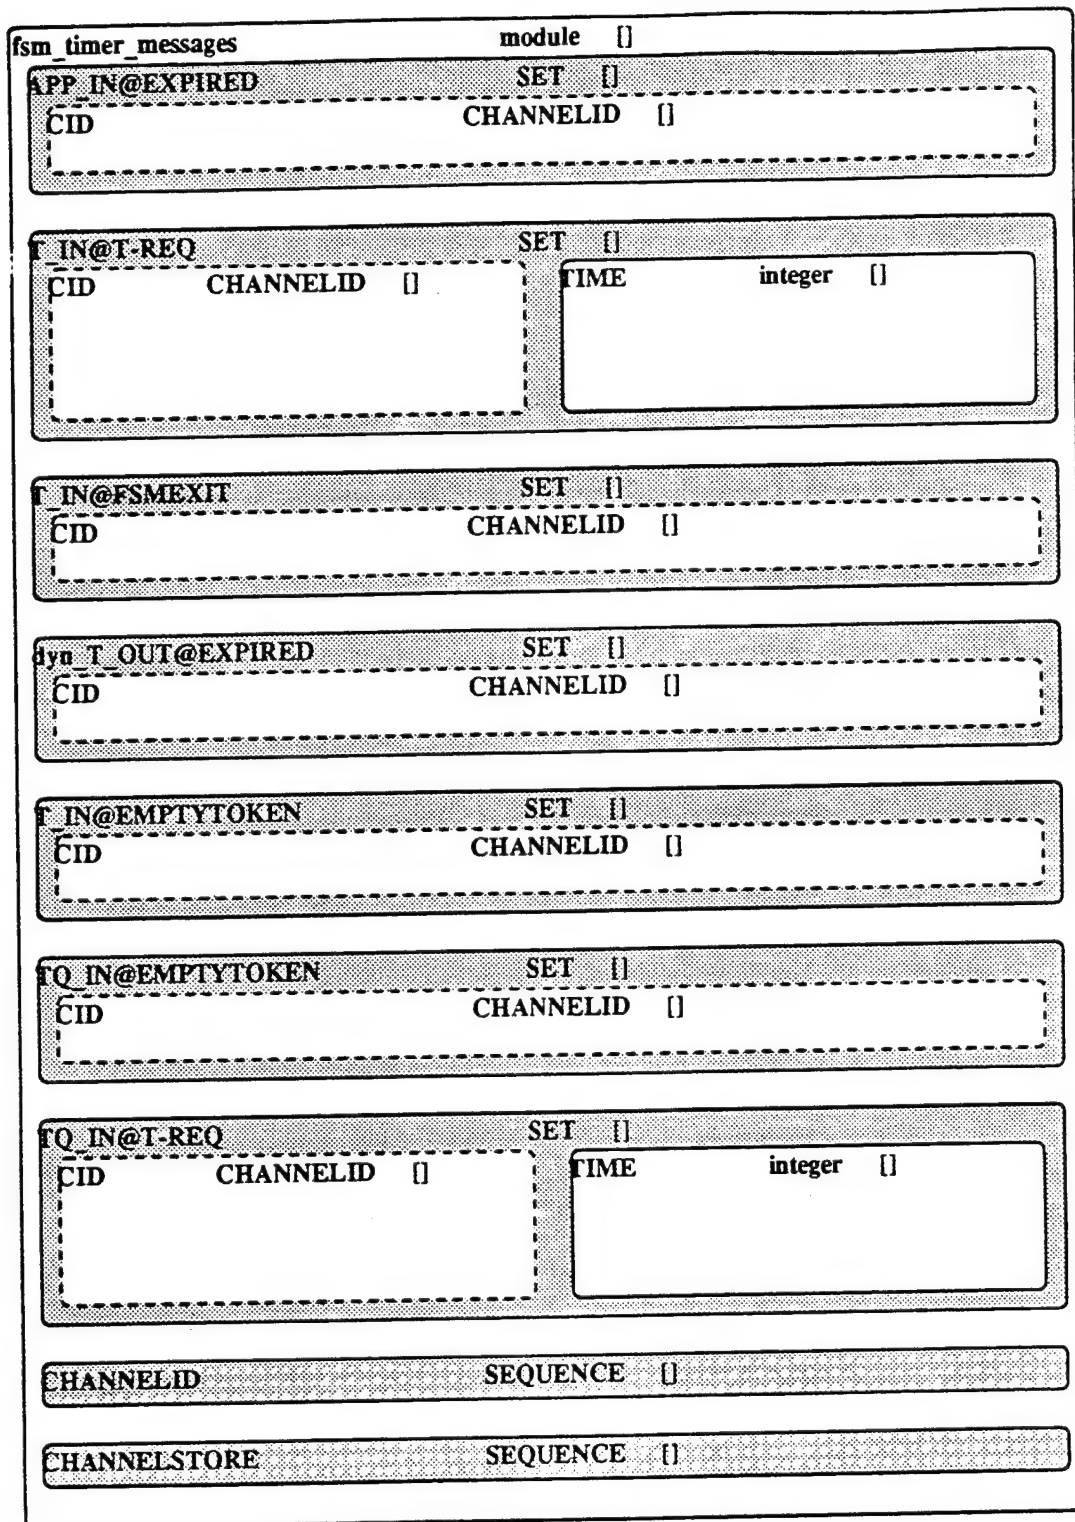 fsm_timer_messages module []
APP_IN@EXPIRED SET []
CID CHANNELID []
T_IN@T-REQ SET []
CID CHANNELID [] TIME integer []
T_IN@FSMEXIT SET []
CID CHANNELID []
dyn_T_OUT@EXPIRED SET []
CID CHANNELID []
T_IN@EMPTYTOKEN SET []
CID CHANNELID []
TQ_IN@EMPTYTOKEN SET []
CID CHANNELID []
TQ_IN@T-REQ SET []
CID CHANNELID [] TIME integer []
CHANNELID SEQUENCE []
CHANNELSTORE SEQUENCE []